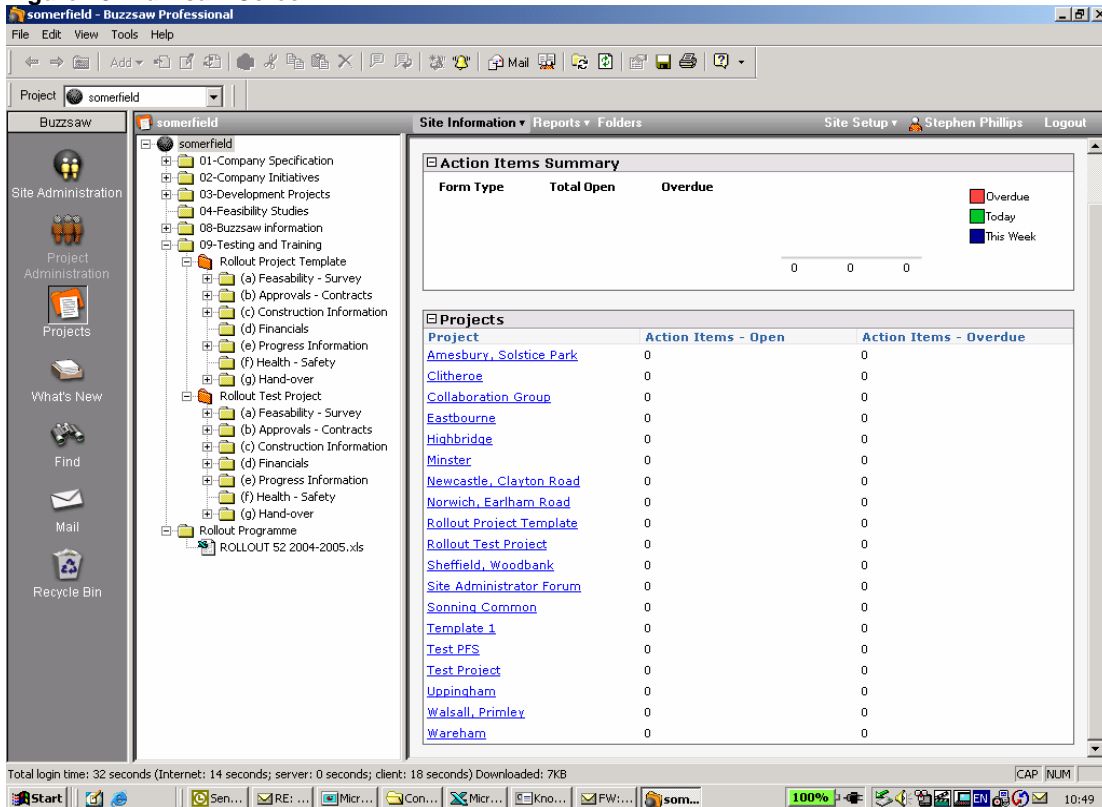 somerfield - Buzzsaw Professional
File Edit View Tools Help
Add Mail
Project somerfield
Buzzsaw
somerfield
Site Information Reports Folders Site Setup Stephen Phillips Logout
Site Administration
Project Administration
Projects
What's New
Find
Mail
Recycle Bin
somerfield
01-Company Specification
02-Company Initiatives
03-Development Projects
04-Feasibility Studies
08-Buzzsaw information
09-Testing and Training
Rollout Project Template
(a) Feasability - Survey
(b) Approvals - Contracts
(c) Construction Information
(d) Financials
(e) Progress Information
(f) Health - Safety
(g) Hand-over
Rollout Test Project
(a) Feasability - Survey
(b) Approvals - Contracts
(c) Construction Information
(d) Financials
(e) Progress Information
(f) Health - Safety
(g) Hand-over
Rollout Programme
ROLLOUT 52 2004-2005.xls
Action Items Summary
Form Type Total Open Overdue
Overdue
Today
This Week
0 0 0
Projects
Project Action Items - Open Action Items - Overdue
Amesbury, Solstice Park 0 0
Clitheroe 0 0
Collaboration Group 0 0
Eastbourne 0 0
Highbridge 0 0
Minster 0 0
Newcastle, Clayton Road 0 0
Norwich, Earlham Road 0 0
Rollout Project Template 0 0
Rollout Test Project 0 0
Sheffield, Woodbank 0 0
Site Administrator Forum 0 0
Sonning Common 0 0
Template 1 0 0
Test PFS 0 0
Test Project 0 0
Uppingham 0 0
Walsall, Primley 0 0
Wareham 0 0
Total login time: 32 seconds (Internet: 14 seconds; server: 0 seconds; client: 18 seconds) Downloaded: 7KB CAP NUM
Start Sen... RE: ... Micr... Con... Micr... Kno... FW:... som... 100% EN 10:49